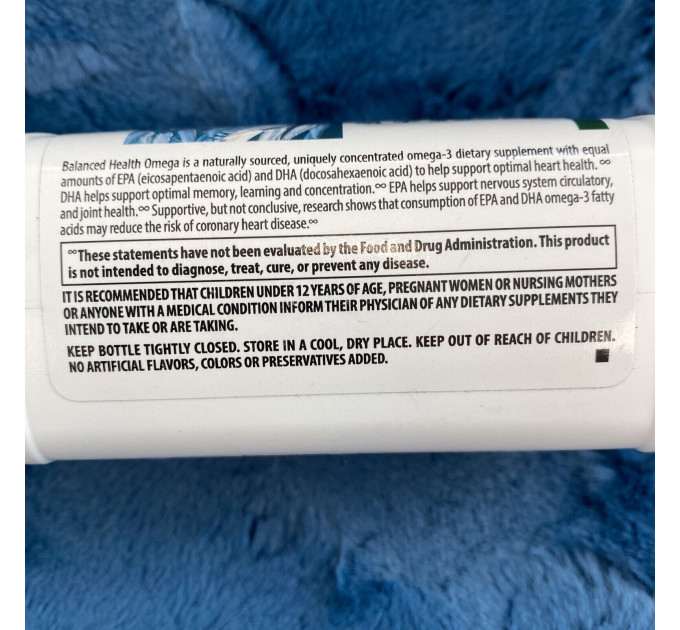 Balanced Health Omega is a naturally sourced, uniquely concentrated omega-3 dietary supplement with equal
amounts of EPA (eicosapentaenoic acid) and DHA (docosahexaenoic acid) to help support optimal heart health.∞
DHA helps support optimal memory, learning and concentration.∞ EPA helps support nervous system circulatory,
and joint health.∞ Supportive, but not conclusive, research shows that consumption of EPA and DHA omega-3 fatty
acids may reduce the risk of coronary heart disease.∞
∞These statements have not been evaluated by the Food and Drug Administration. This product
is not intended to diagnose, treat, cure, or prevent any disease.
IT IS RECOMMENDED THAT CHILDREN UNDER 12 YEARS OF AGE, PREGNANT WOMEN OR NURSING MOTHERS
OR ANYONE WITH A MEDICAL CONDITION INFORM THEIR PHYSICIAN OF ANY DIETARY SUPPLEMENTS THEY
INTEND TO TAKE OR ARE TAKING.
KEEP BOTTLE TIGHTLY CLOSED. STORE IN A COOL, DRY PLACE. KEEP OUT OF REACH OF CHILDREN.
NO ARTIFICIAL FLAVORS, COLORS OR PRESERVATIVES ADDED.